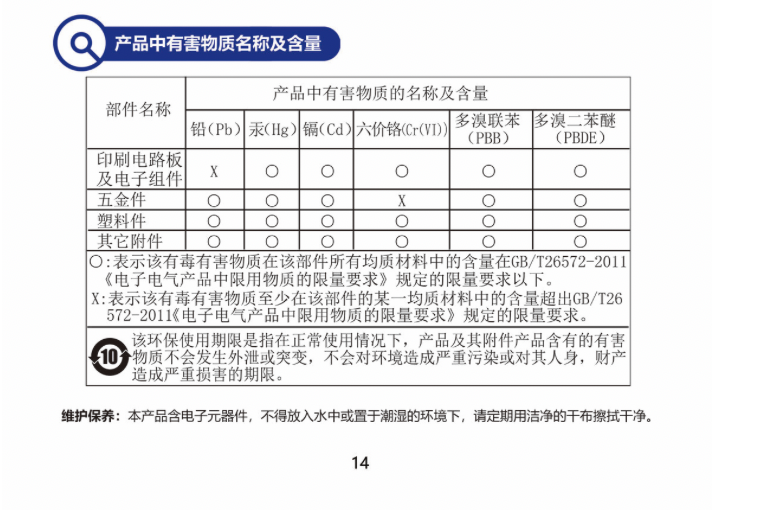 产品中有害物质名称及含量
部件名称
产品中有害物质的名称及含量
铅(Pb) 汞(Hg) 镉(Cd) 六价铬(Cr(VI)) 多溴联苯(PBB) 多溴二苯醚(PBDE)
印刷电路板及电子组件 X ○ ○ ○ ○ ○
五金件 ○ ○ ○ X ○ ○
塑料件 ○ ○ ○ ○ ○ ○
其它附件 ○ ○ ○ ○ ○ ○
○:表示该有毒有害物质在该部件所有均质材料中的含量在GB/T26572-2011
《电子电气产品中限用物质的限量要求》规定的限量要求以下。
X:表示该有毒有害物质至少在该部件的某一均质材料中的含量超出GB/T26
572-2011《电子电气产品中限用物质的限量要求》规定的限量要求。
10
该环保使用期限是指在正常使用情况下，产品及其附件产品含有的有害
物质不会发生外泄或突变，不会对环境造成严重污染或对其人身，财产
造成严重损害的期限。
维护保养：本产品含电子元器件，不得放入水中或置于潮湿的环境下，请定期用洁净的干布擦拭干净。
14